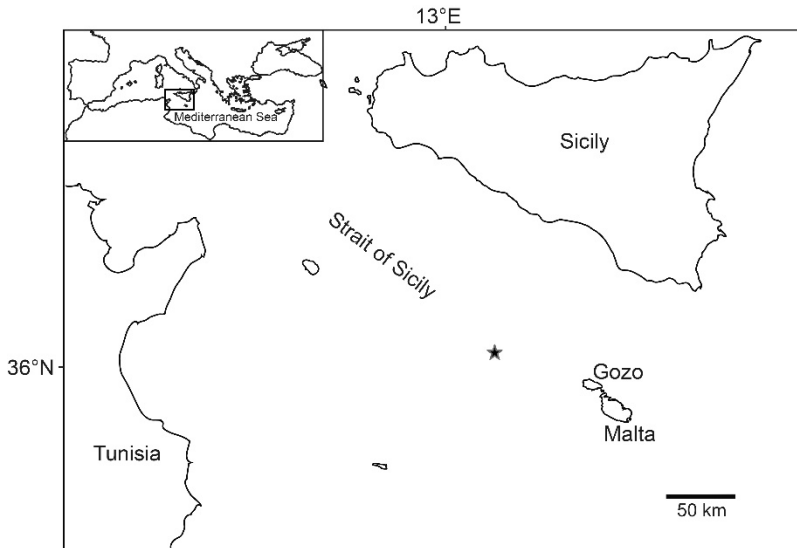 13°E
Mediterranean Sea
Sicily
Strait of Sicily
36°N
Gozo
Malta
Tunisia
50 km